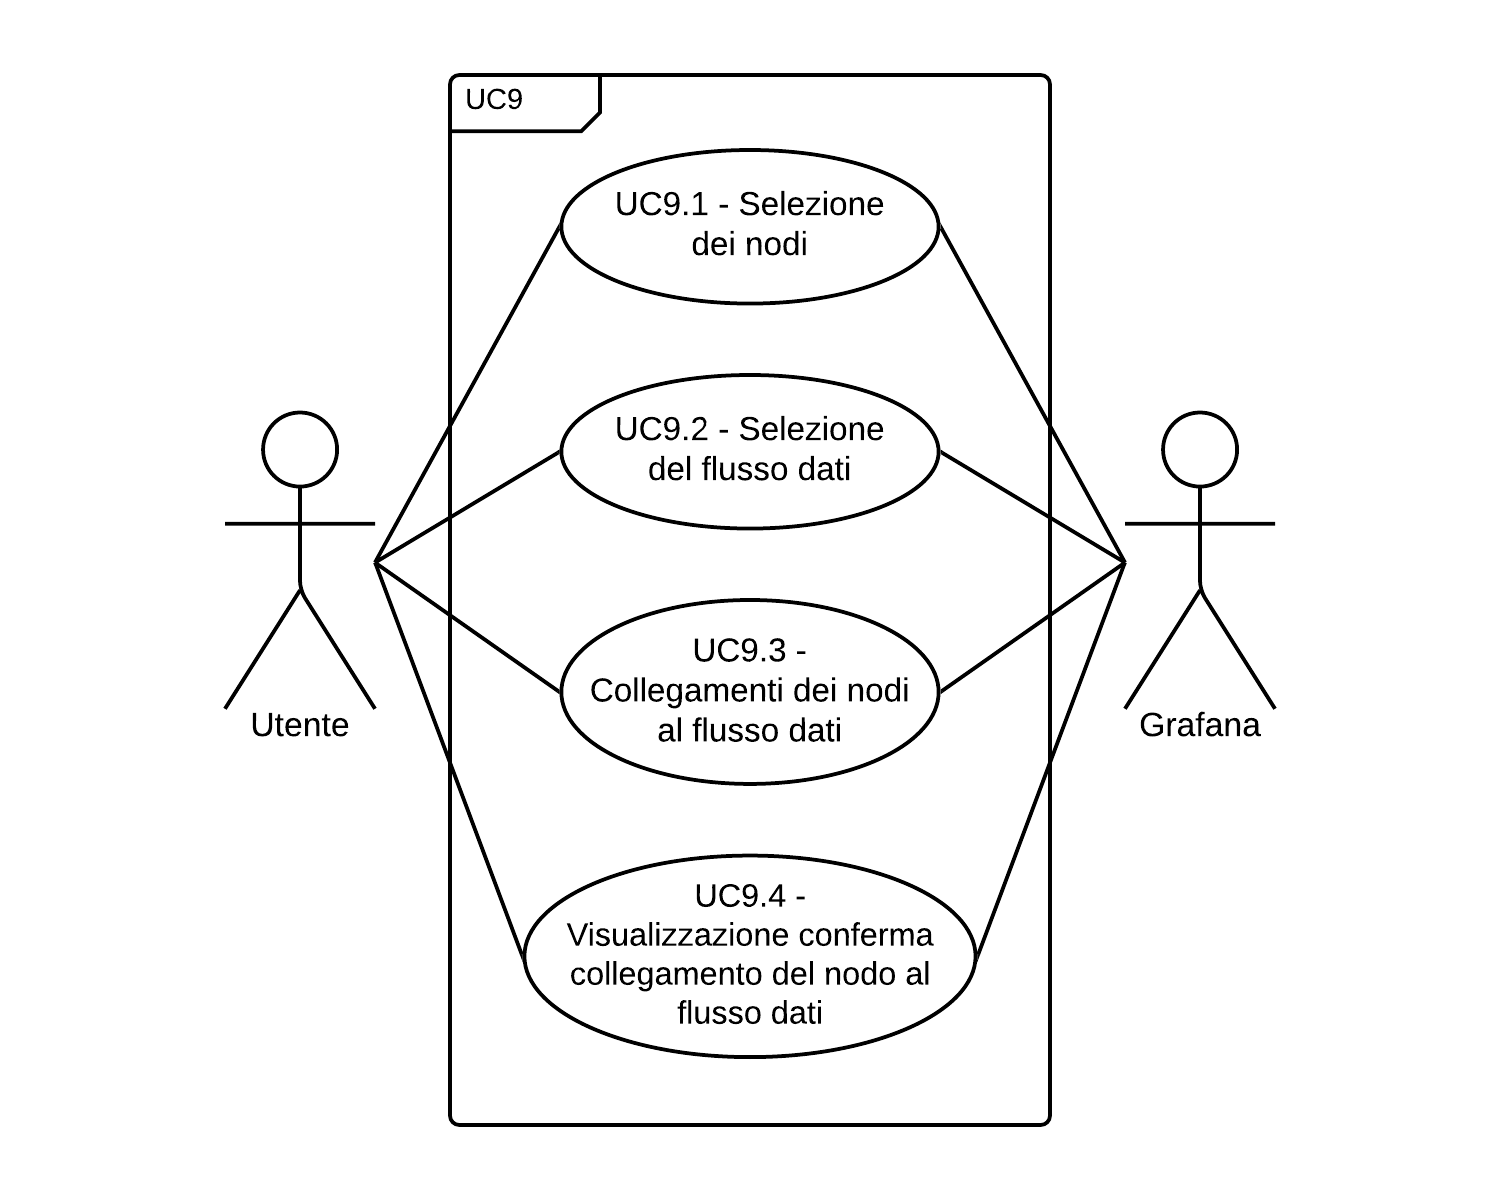 UC9
UC9.1 - Selezione
dei nodi
UC9.2 - Selezione
del flusso dati
UC9.3 -
Collegamenti dei nodi
al flusso dati
Utente
Grafana
UC9.4 -
Visualizzazione conferma
collegamento del nodo al
flusso dati